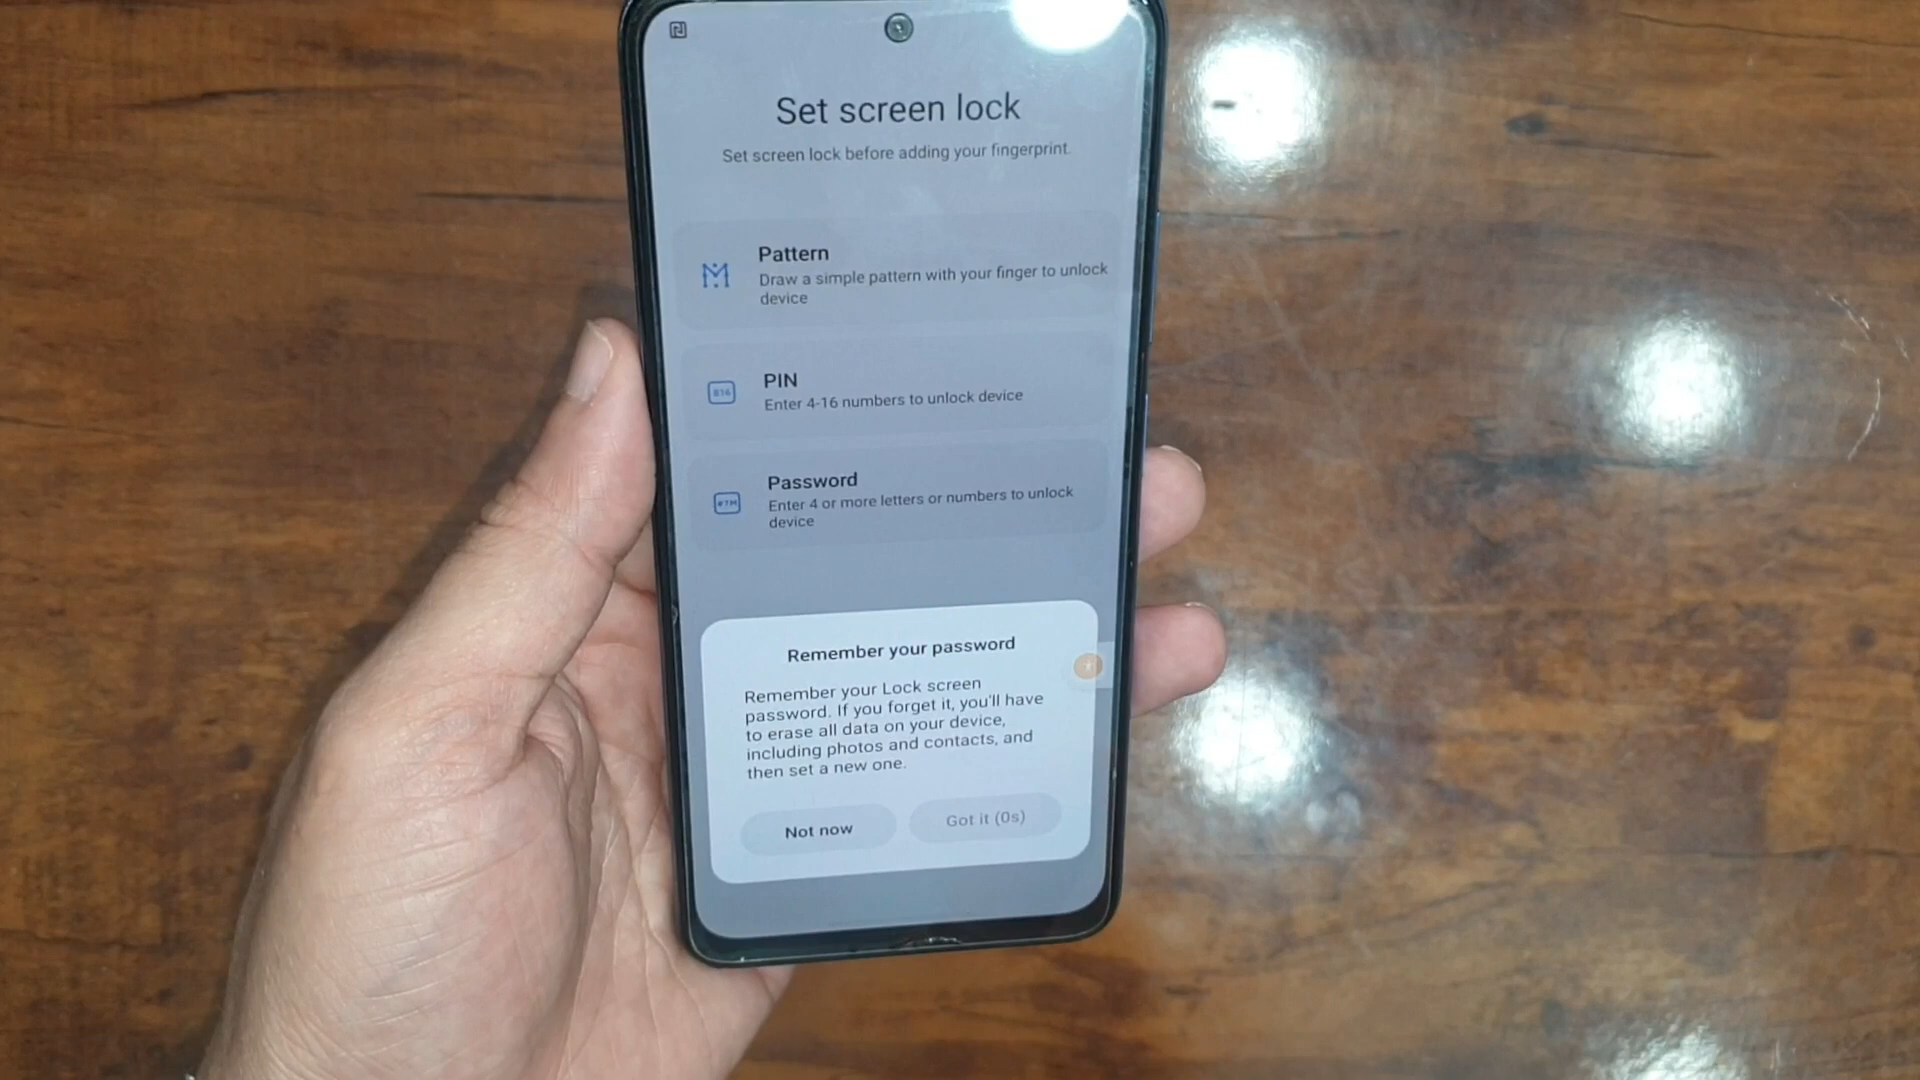 Set screen lock
Set screen lock before adding your fingerprint.
Pattern
Draw a simple pattern with your finger to unlock
device
PIN
Enter 4-16 numbers to unlock device
Password
Enter 4 or more letters or numbers to unlock
device
Remember your password
Remember your Lock screen
password. If you forget it, you'll have
to erase all data on your device,
including photos and contacts, and
then set a new one.
Not now
Got it (0s)